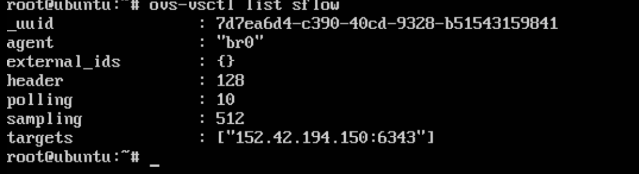 root@ubuntu:~# ovs-vsctl list sflow
_uuid               : 7d7ea6d4-c390-40cd-9328-b51543159841
agent               : "br0"
external_ids        : {}
header              : 128
polling             : 10
sampling            : 512
targets             : ["152.42.194.150:6343"]
root@ubuntu:~# _